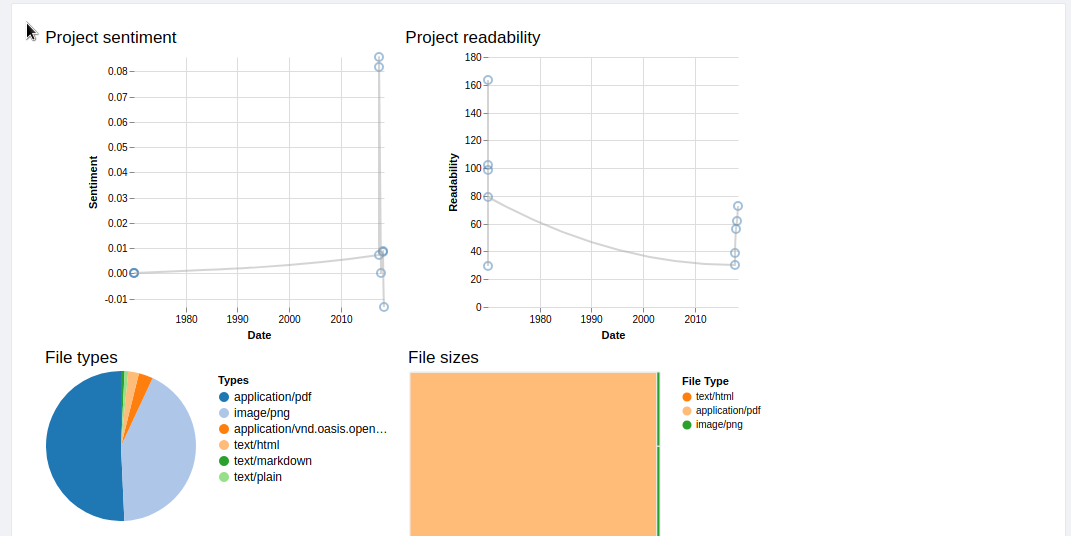 Project sentiment
0.08
0.07
0.06
0.05
0.04
0.03
0.02
0.01
0.00
-0.01
Sentiment
1980 1990 2000 2010
Date
Project readability
180
160
140
120
100
80
60
40
20
0
Readability
1980 1990 2000 2010
Date
File types
Types
application/pdf
image/png
application/vnd.oasis.open…
text/html
text/markdown
text/plain
File sizes
File Type
text/html
application/pdf
image/png